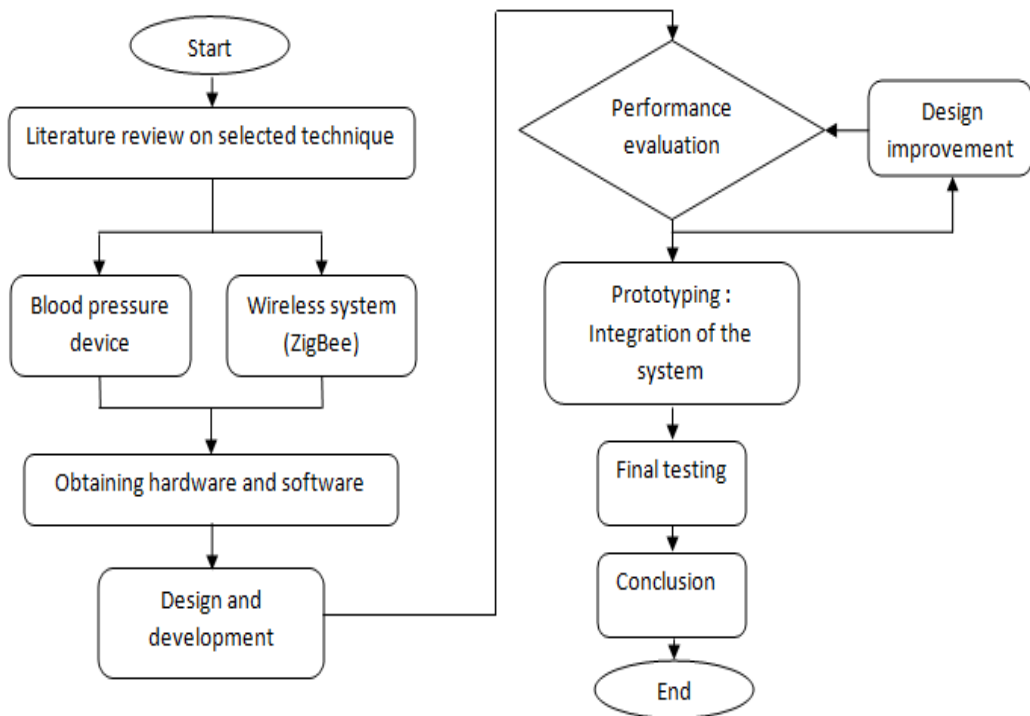 Start
Literature review on selected technique
Blood pressure
device
Wireless system
(ZigBee)
Obtaining hardware and software
Design and
development
Performance
evaluation
Design
improvement
Prototyping :
Integration of the
system
Final testing
Conclusion
End